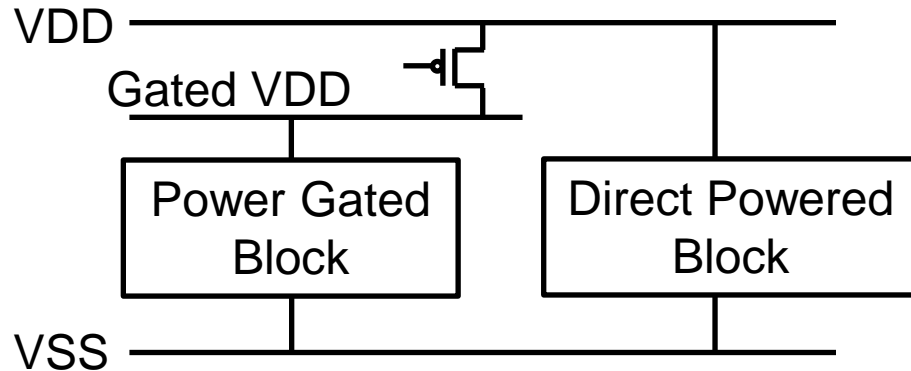 VDD
Gated VDD
Power Gated
Block
Direct Powered
Block
VSS